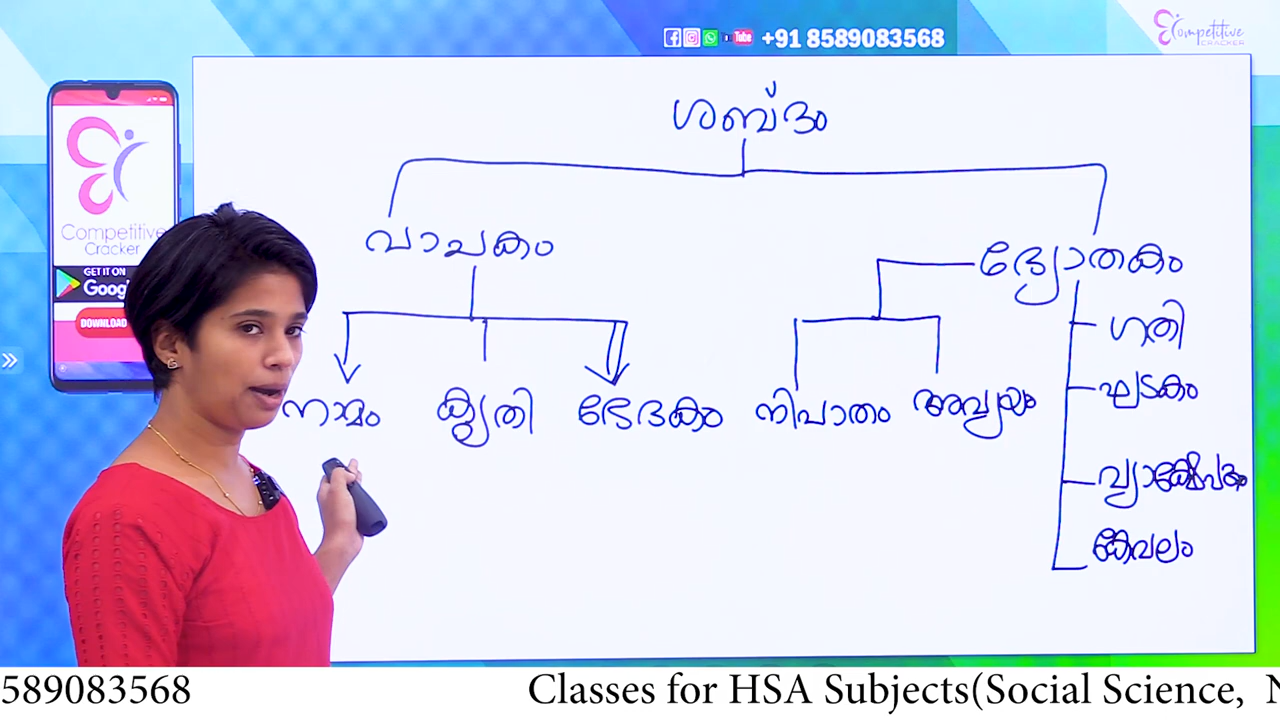 +91 8589083568
Competitive
CRACKER
ശബ്ദം
വാചകം
ദ്യോതകം
ഗതി
ഘടകം
വ്യാക്ഷേപകം
കേവലം
നാമം കൃതി ഭേദകം നിപാതം അവ്യയം
Competitive
Cracker
GET IT ON
Goog
DOWNLOAD
589083568 Classes for HSA Subjects(Social Science, N